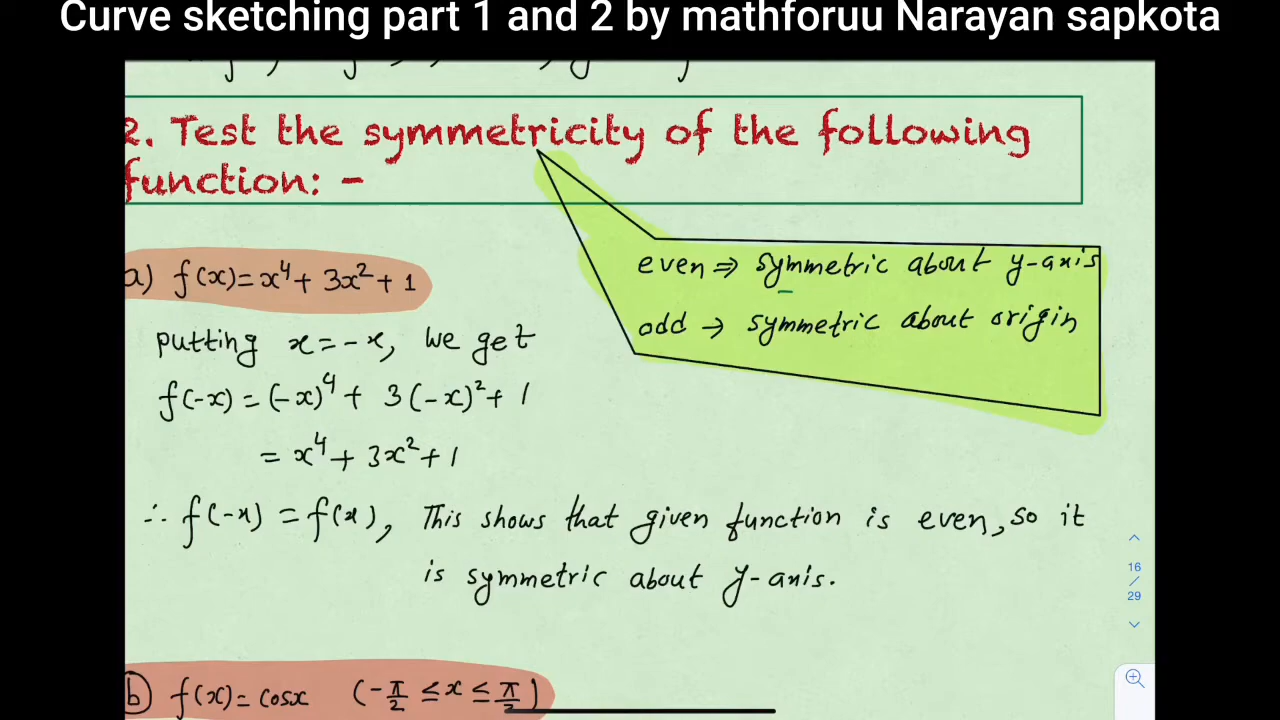 Curve sketching part 1 and 2 by mathforuu Narayan sapkota
2. Test the symmetricity of the following
function: -
even ⇒ symmetric about y-axis
odd → symmetric about origin
a) f(x)= x⁴ + 3x² + 1
putting x = -x, we get
f(-x) = (-x)⁴ + 3(-x)² + 1
= x⁴ + 3x² + 1
∴ f(-x) = f(x), This shows that given function is even, so it
is symmetric about y-axis.
16
/
29
b) f(x) = cosx (-π/2 ≤ x ≤ π/2)